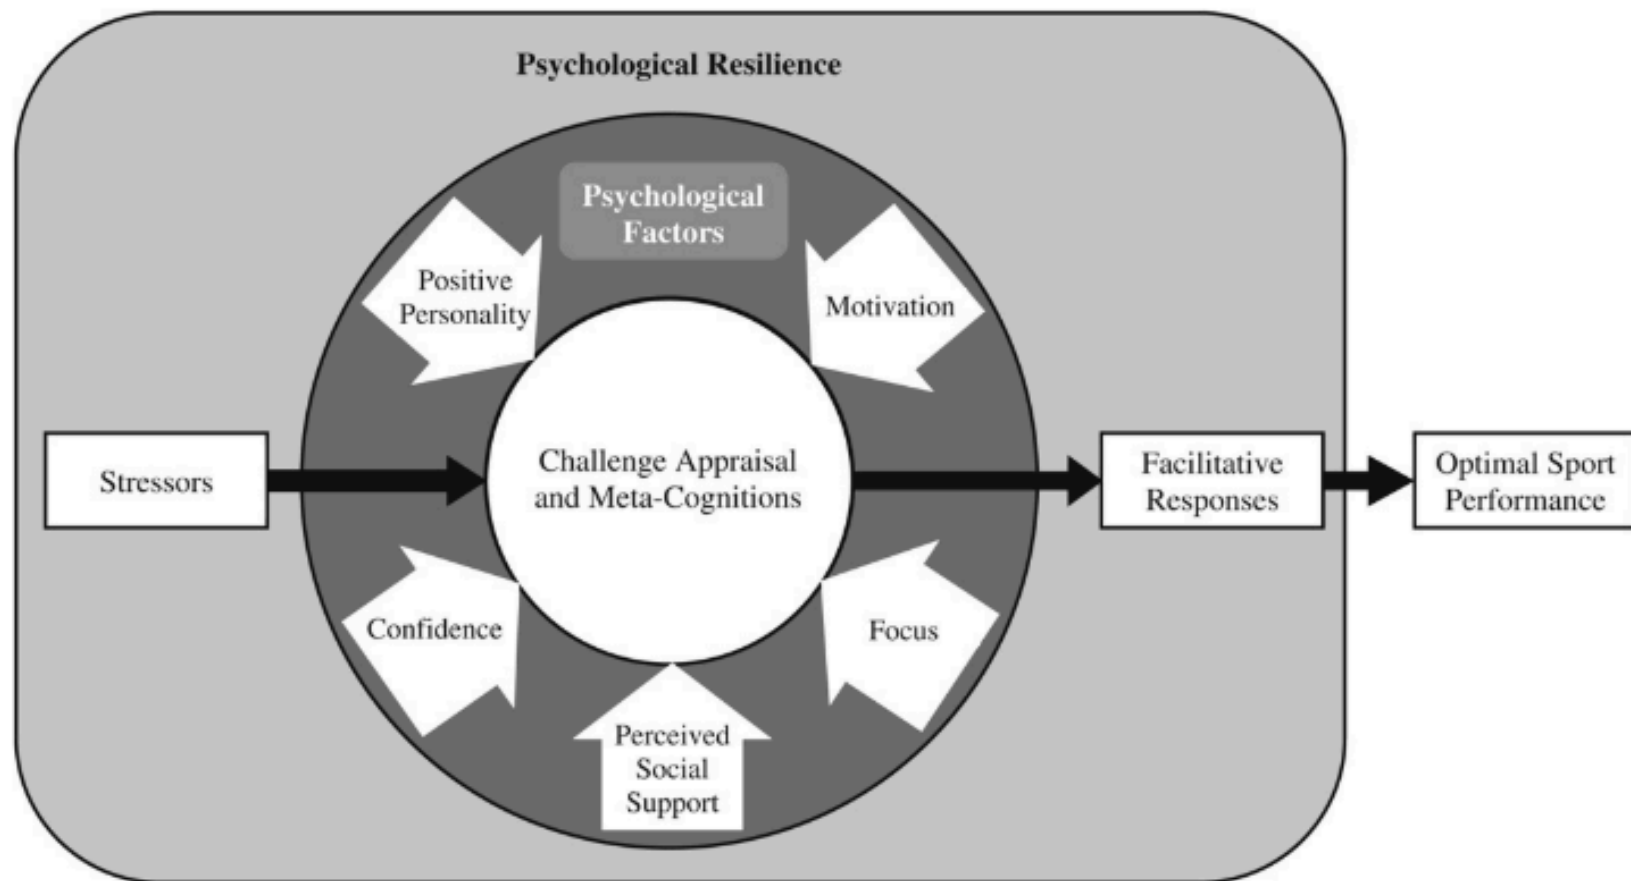 Psychological Resilience
Psychological
Factors
Positive
Personality
Motivation
Stressors
Challenge Appraisal
and Meta-Cognitions
Facilitative
Responses
Optimal Sport
Performance
Confidence
Focus
Perceived
Social
Support